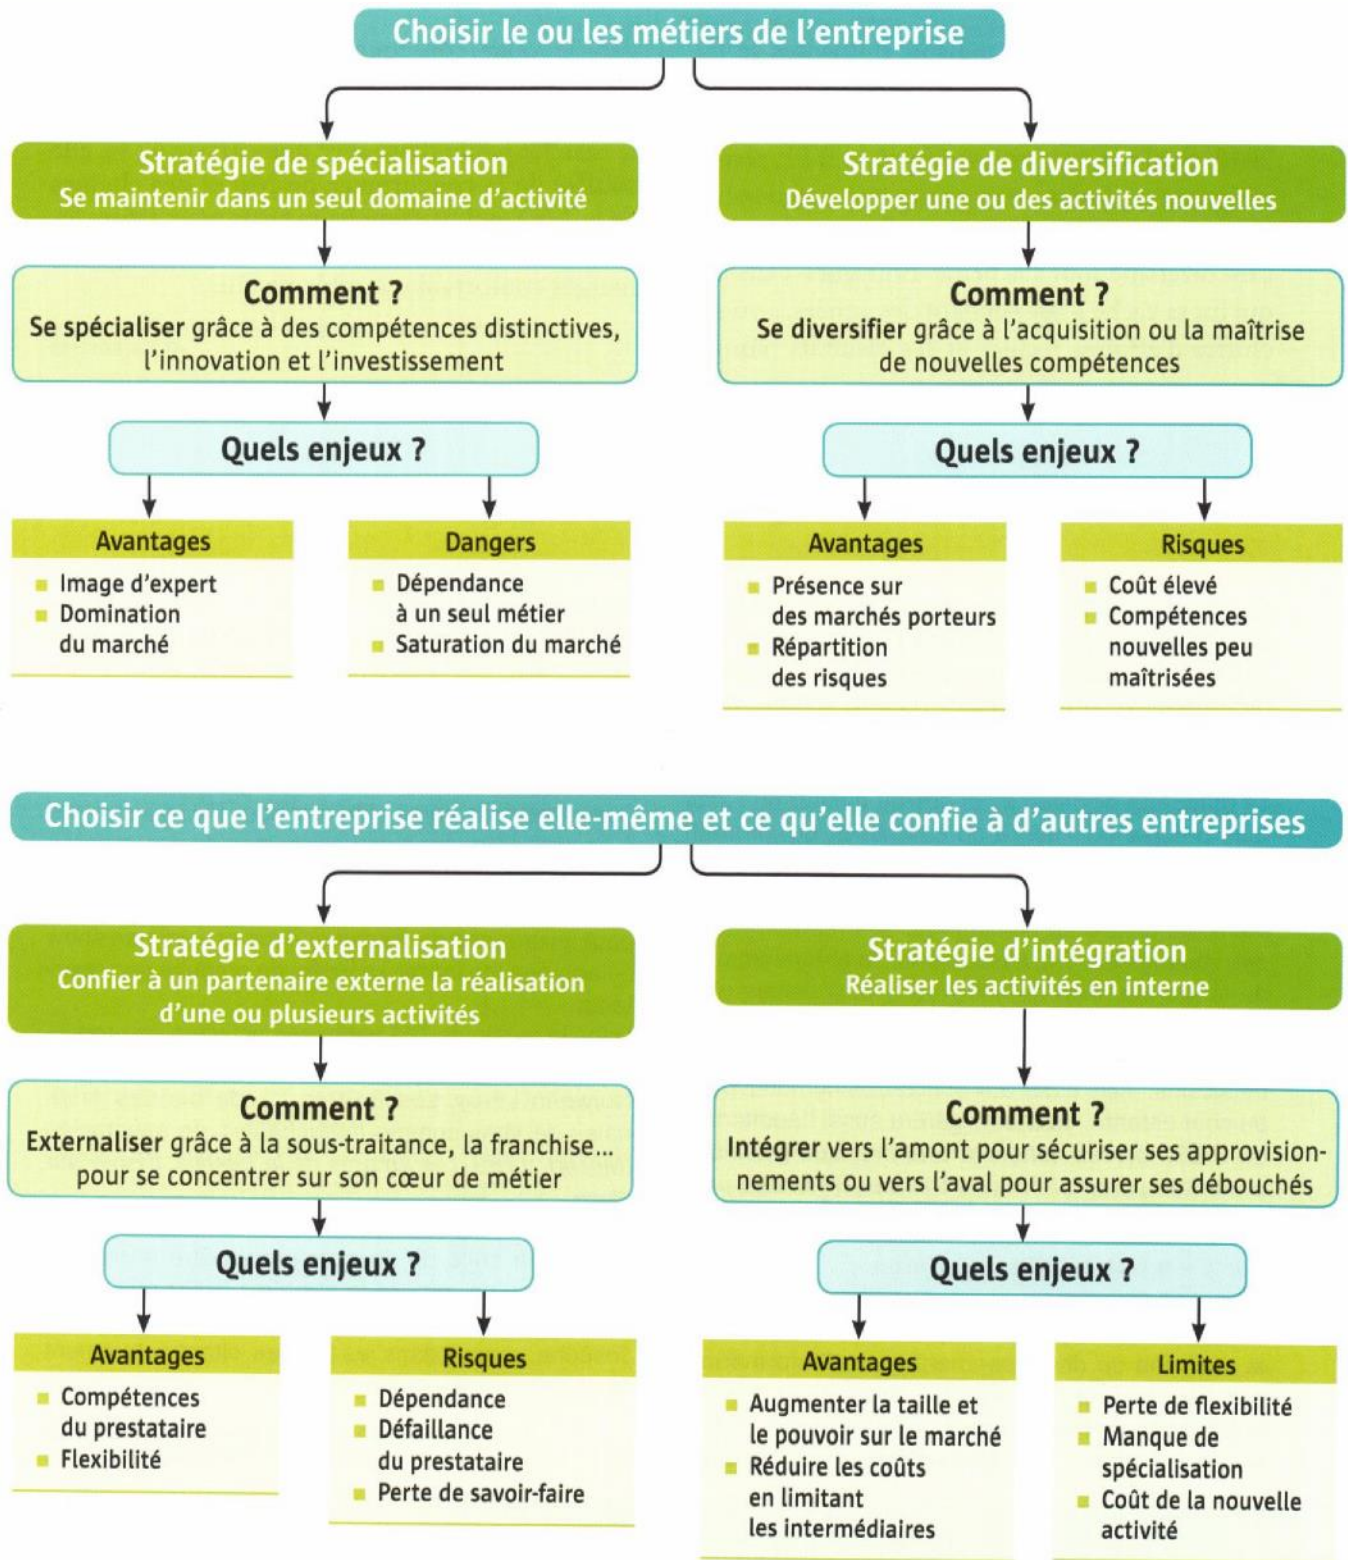 Choisir le ou les métiers de l'entreprise
Stratégie de spécialisation
Se maintenir dans un seul domaine d'activité
Comment ?
Se spécialiser grâce à des compétences distinctives,
l'innovation et l'investissement
Quels enjeux ?
Avantages
■ Image d'expert
■ Domination
du marché
Dangers
■ Dépendance
à un seul métier
■ Saturation du marché
Stratégie de diversification
Développer une ou des activités nouvelles
Comment ?
Se diversifier grâce à l'acquisition ou la maîtrise
de nouvelles compétences
Quels enjeux ?
Avantages
■ Présence sur
des marchés porteurs
■ Répartition
des risques
Risques
■ Coût élevé
■ Compétences
nouvelles peu
maîtrisées
Choisir ce que l'entreprise réalise elle-même et ce qu'elle confie à d'autres entreprises
Stratégie d'externalisation
Confier à un partenaire externe la réalisation
d'une ou plusieurs activités
Comment ?
Externaliser grâce à la sous-traitance, la franchise...
pour se concentrer sur son cœur de métier
Quels enjeux ?
Avantages
■ Compétences
du prestataire
■ Flexibilité
Risques
■ Dépendance
■ Défaillance
du prestataire
■ Perte de savoir-faire
Stratégie d'intégration
Réaliser les activités en interne
Comment ?
Intégrer vers l'amont pour sécuriser ses approvision-
nements ou vers l'aval pour assurer ses débouchés
Quels enjeux ?
Avantages
■ Augmenter la taille et
le pouvoir sur le marché
■ Réduire les coûts
en limitant
les intermédiaires
Limites
■ Perte de flexibilité
■ Manque de
spécialisation
■ Coût de la nouvelle
activité